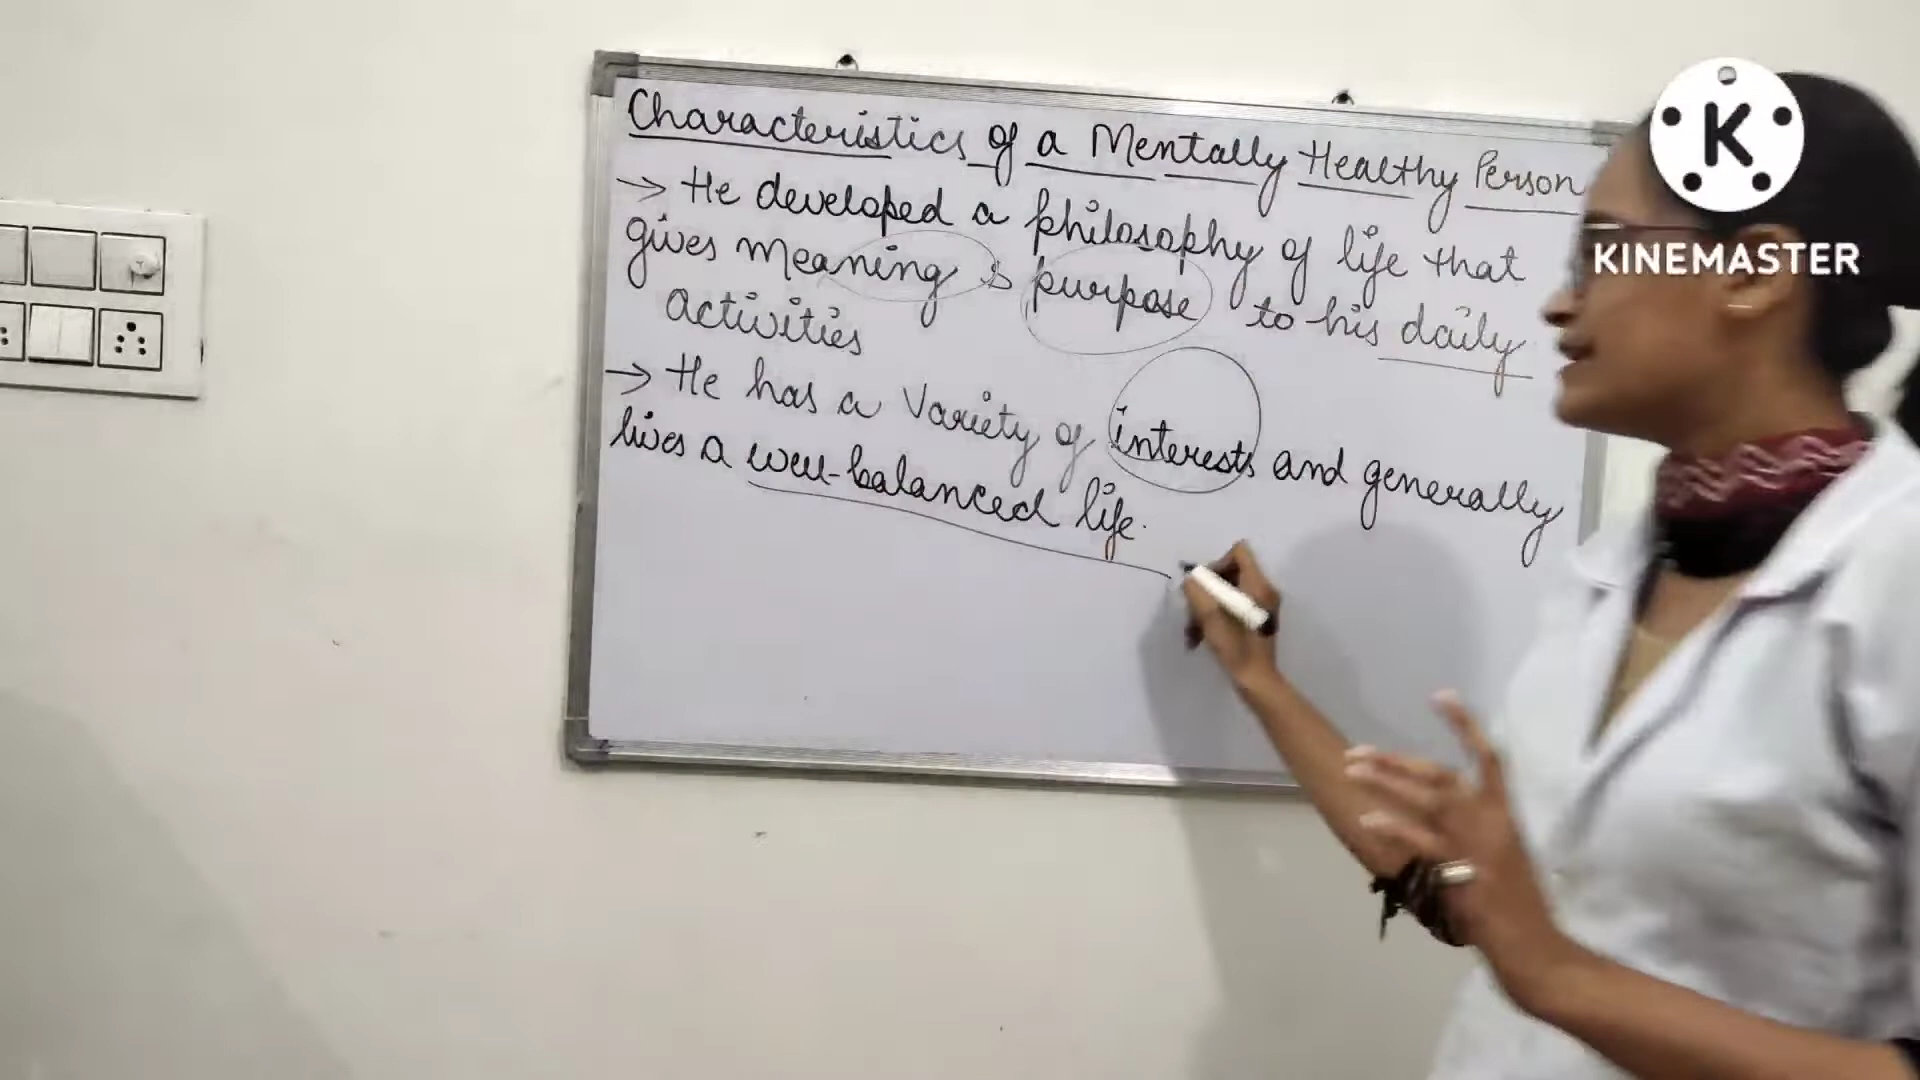 Characteristics of a Mentally Healthy Person
→ He developed a philosophy of life that
gives meaning & purpose to his daily
activities
→ He has a Variety of interests and generally
lives a well-balanced life.
K
KINEMASTER